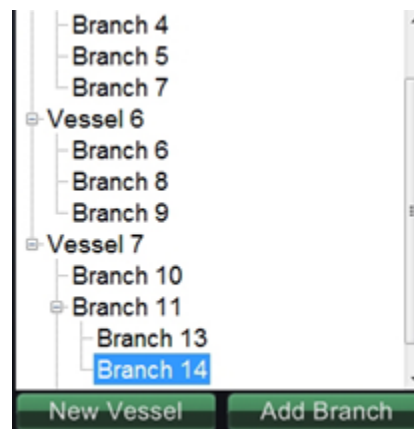 Branch 4
Branch 5
Branch 7
Vessel 6
Branch 6
Branch 8
Branch 9
Vessel 7
Branch 10
Branch 11
Branch 13
Branch 14
New Vessel Add Branch